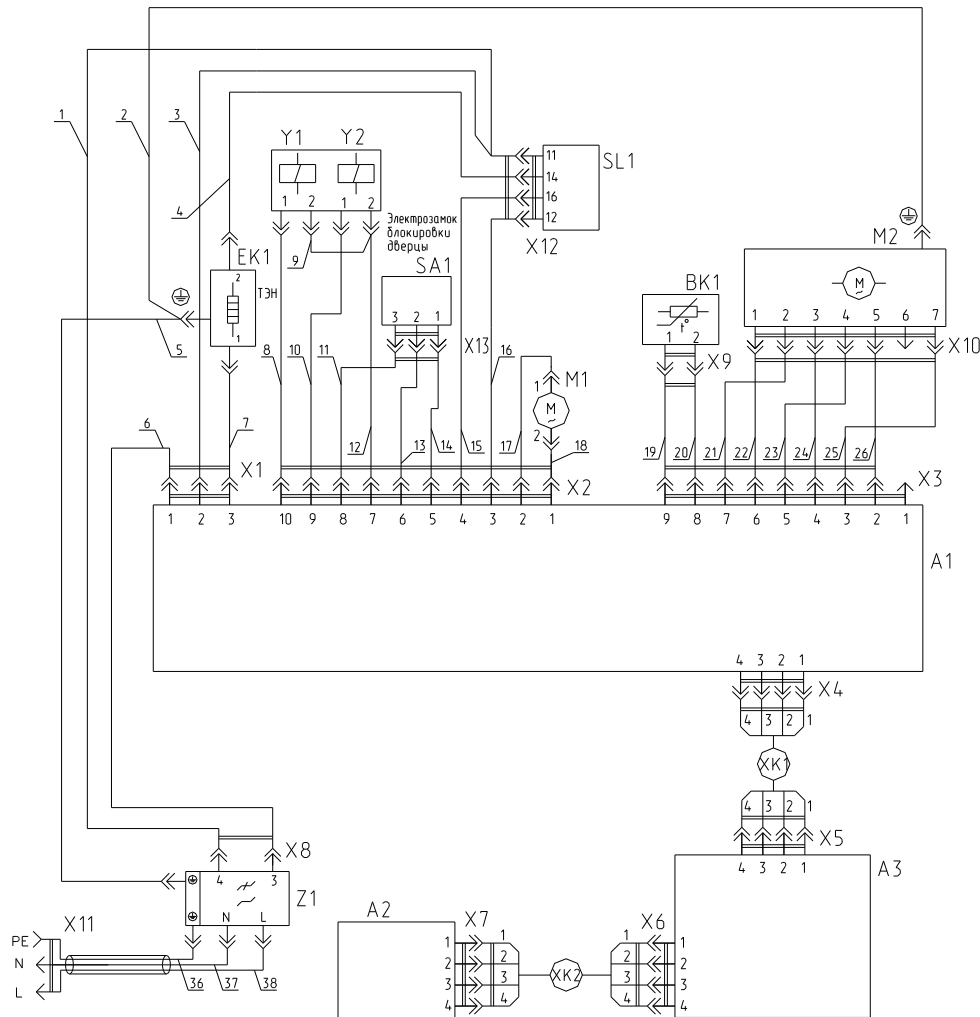 1 2 3
Y1 Y2
1 2 1 2
4
9
Электрозамок
блокировки
дверцы
11
14
16
12
SL1
X12
EK1
2
ТЭН
1
5
SA1
3 2 1
X13
M2
M
~
1 2 3 4 5 6 7
X10
BK1
t°
1 2
X9
8 10 11 16
1
M1
M
~
2
6 7 12 13 14 15 17 18
19 20 21 22 23 24 25 26
X1 X2 X3
1 2 3
10 9 8 7 6 5 4 3 2 1
9 8 7 6 5 4 3 2 1
A1
4 3 2 1
X4
4 3 2 1
XK1
4 3 2 1
X5
4 3 2 1
A3
X8
4 3
Z1
N L
X11
PE
N
L
36 37 38
A2
X7
1
2
3
4
1
2
3
4
XK2
X6
1
2
3
4
1
2
3
4